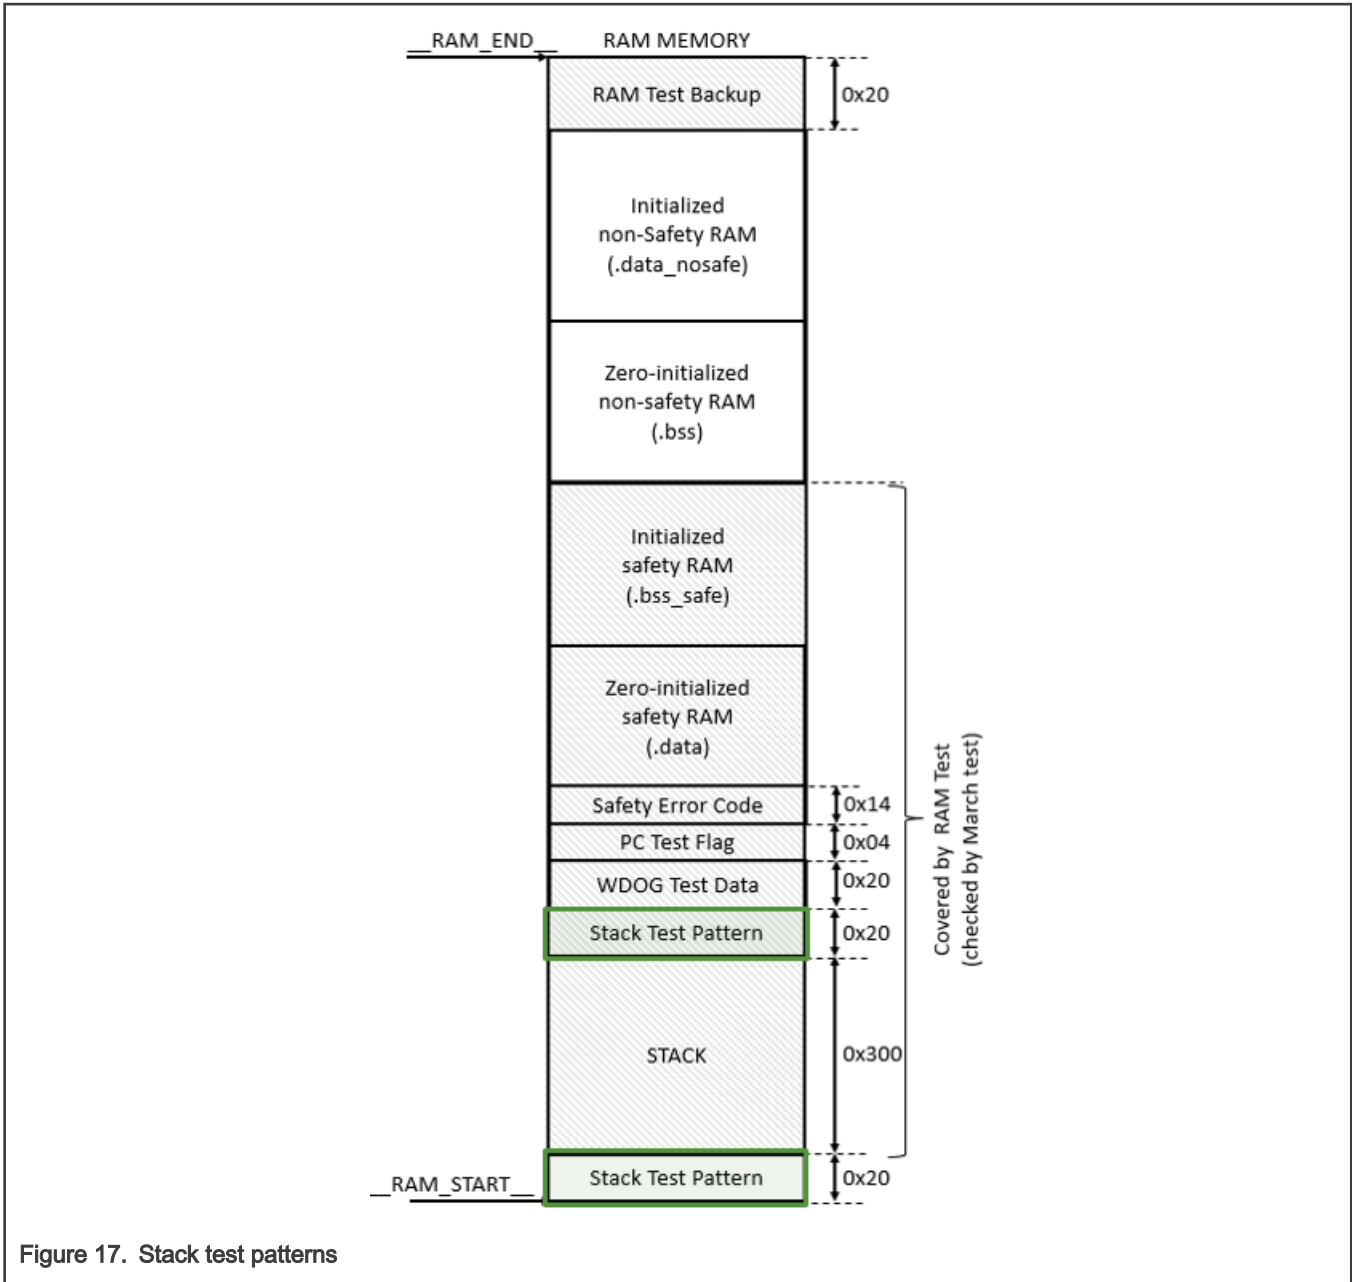 __RAM_END__ RAM MEMORY
RAM Test Backup
0x20
Initialized
non-Safety RAM
(.data_nosafe)
Zero-initialized
non-safety RAM
(.bss)
Initialized
safety RAM
(.bss_safe)
Zero-initialized
safety RAM
(.data)
Safety Error Code
0x14
PC Test Flag
0x04
WDOG Test Data
0x20
Stack Test Pattern
0x20
STACK
0x300
Stack Test Pattern
0x20
__RAM_START__
Covered by RAM Test
(checked by March test)
Figure 17. Stack test patterns